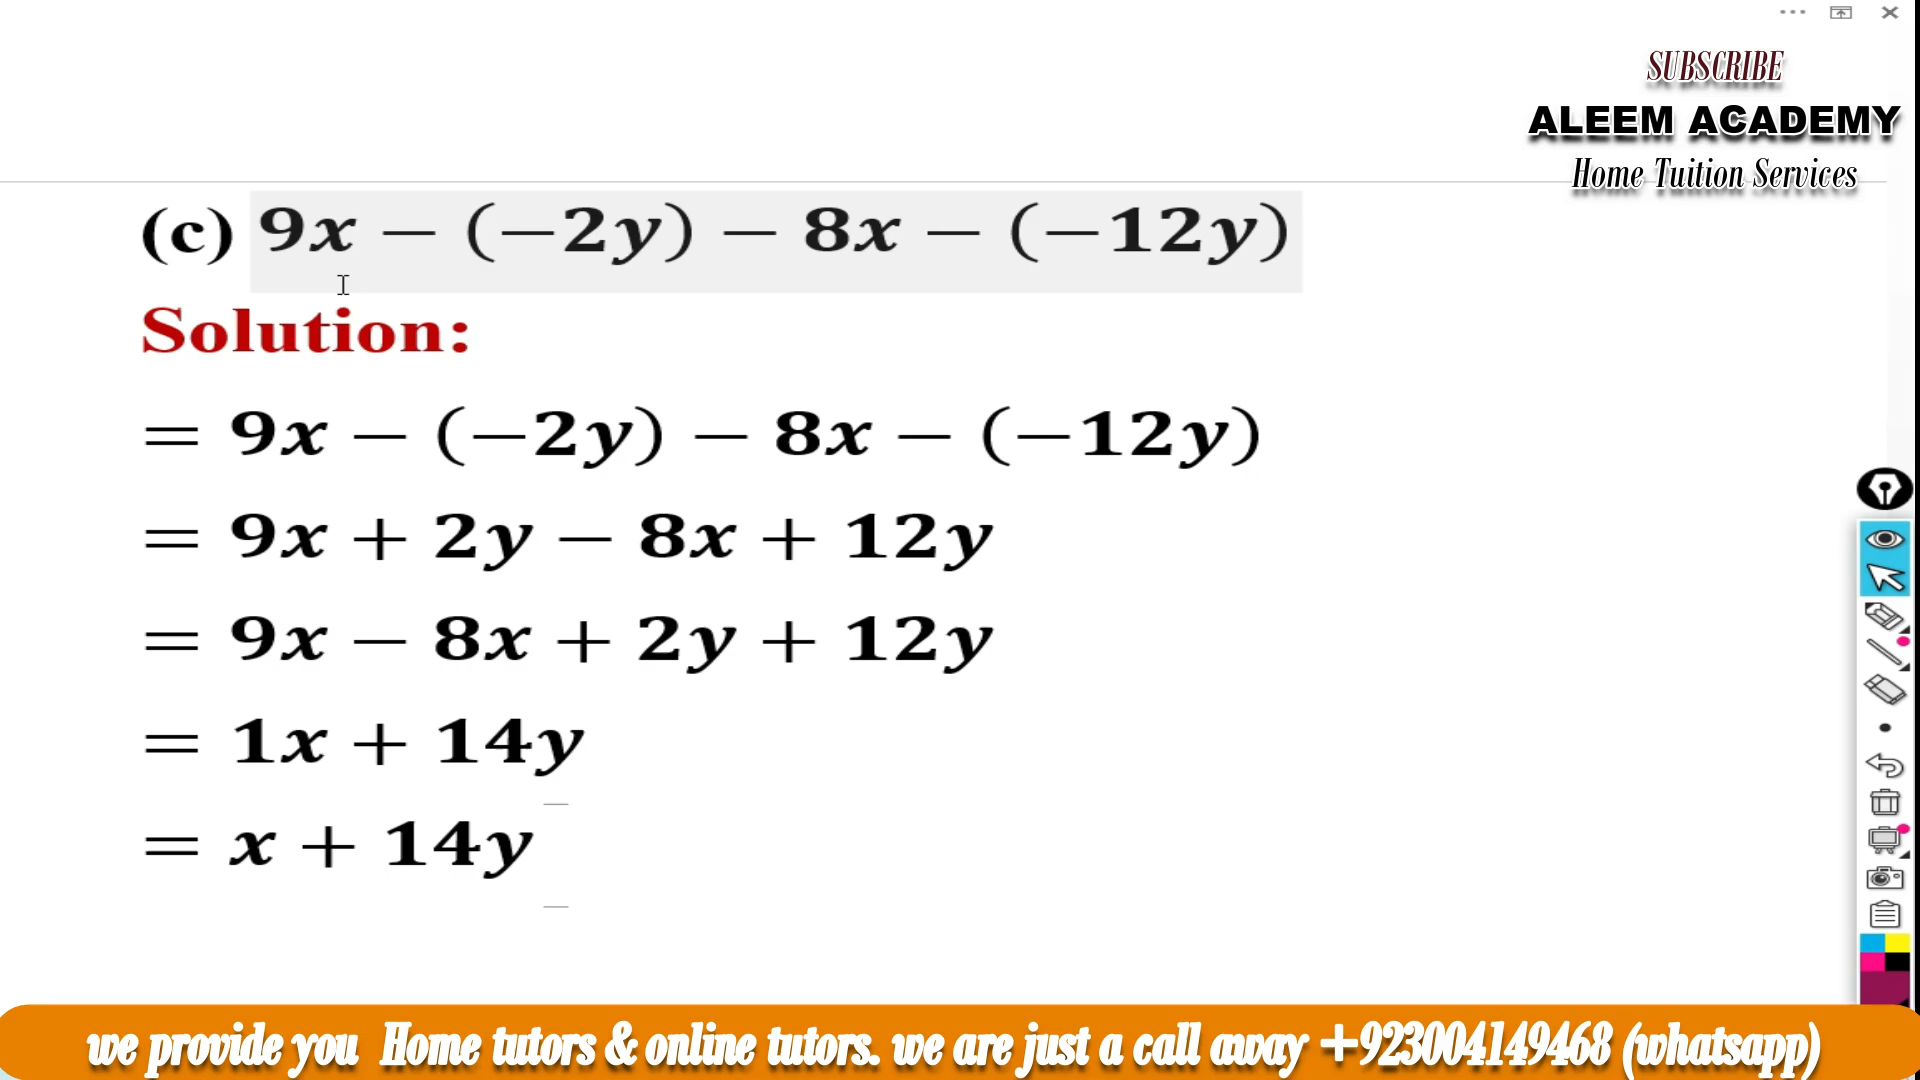 SUBSCRIBE
ALEEM ACADEMY
Home Tuition Services
(c) 9x − (−2y) − 8x − (−12y)
Solution:
= 9x − (−2y) − 8x − (−12y)
= 9x + 2y − 8x + 12y
= 9x − 8x + 2y + 12y
= 1x + 14y
= x + 14y
we provide you Home tutors & online tutors. we are just a call away +923004149468 (whatsapp)